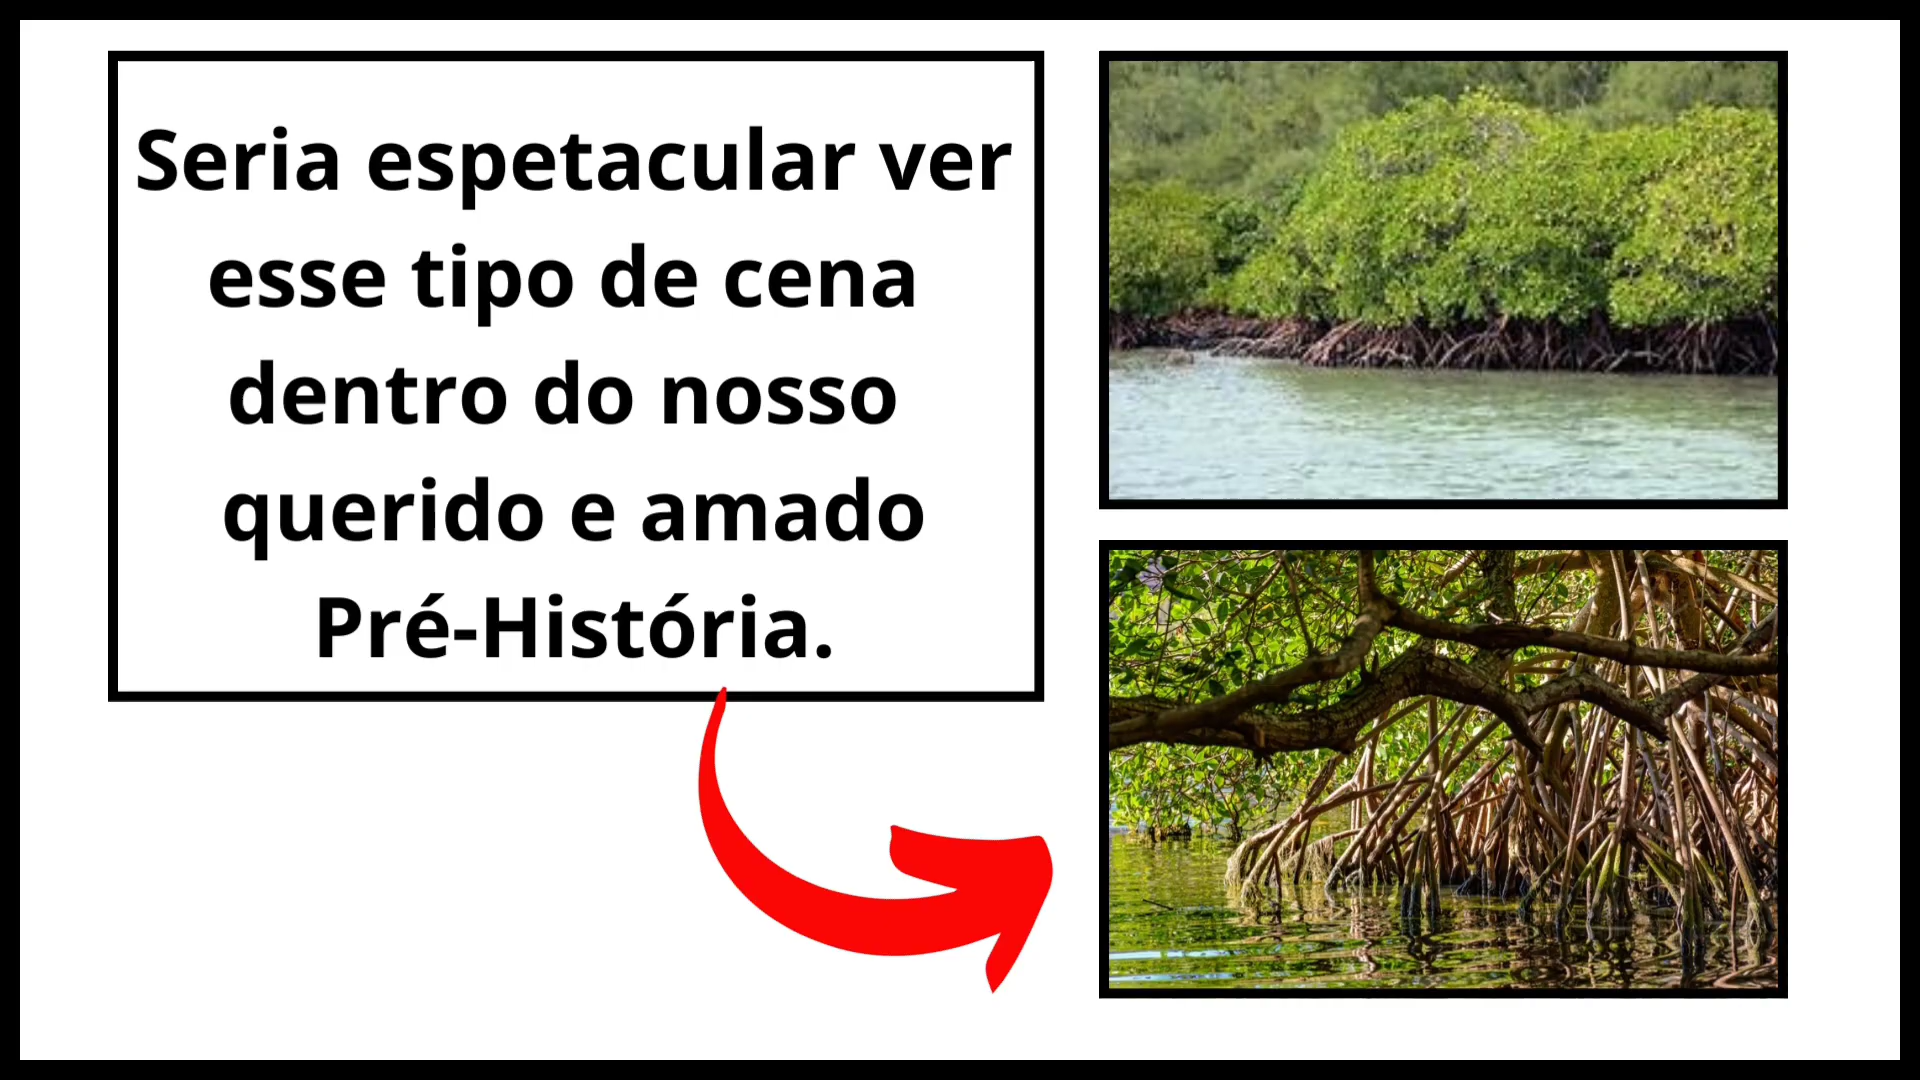 Seria espetacular ver
esse tipo de cena
dentro do nosso
querido e amado
Pré-História.